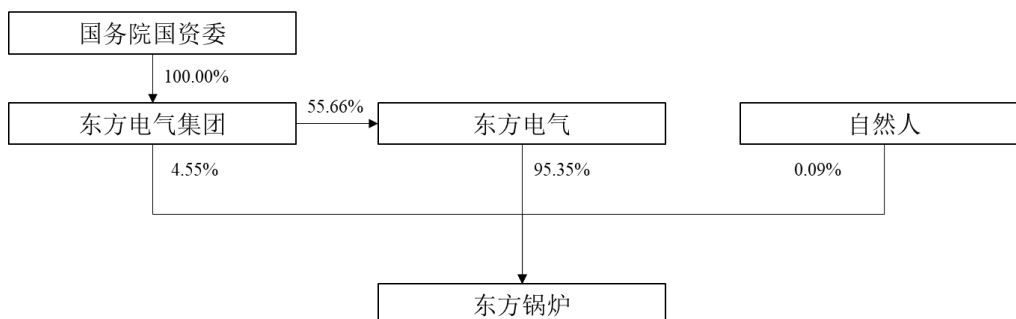 国务院国资委
100.00%
东方电气集团
55.66%
东方电气
自然人
4.55%
95.35%
0.09%
东方锅炉